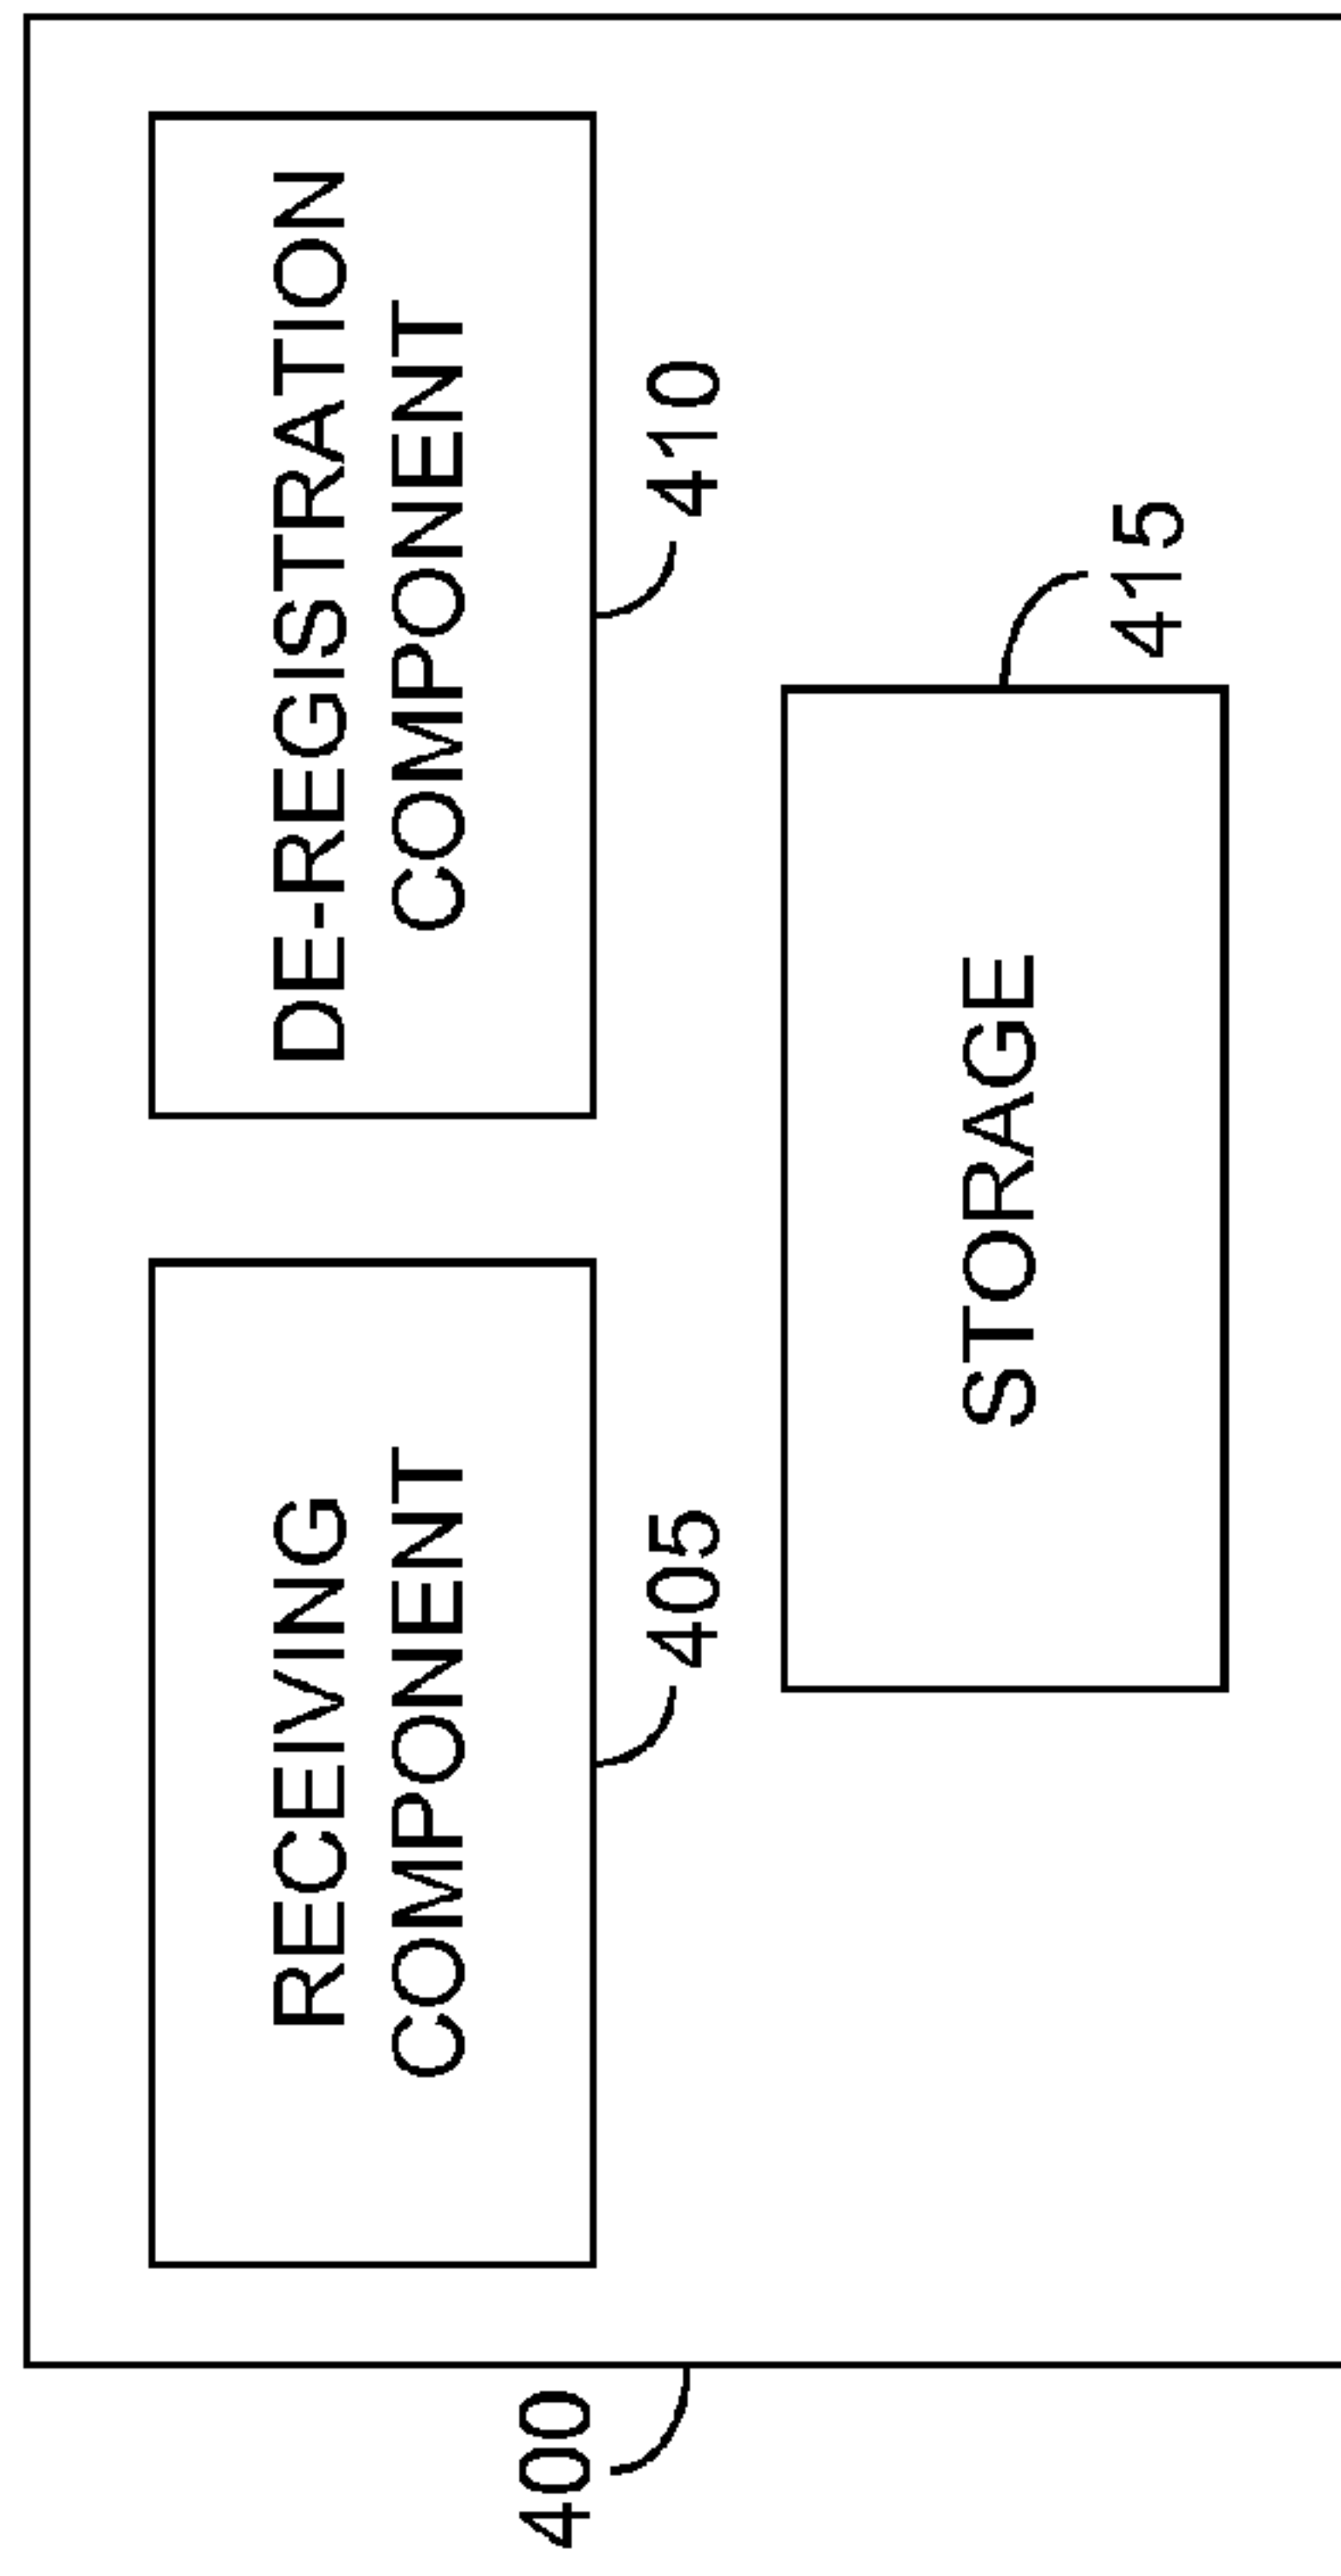 400
RECEIVING
COMPONENT
405
DE-REGISTRATION
COMPONENT
410
STORAGE
415